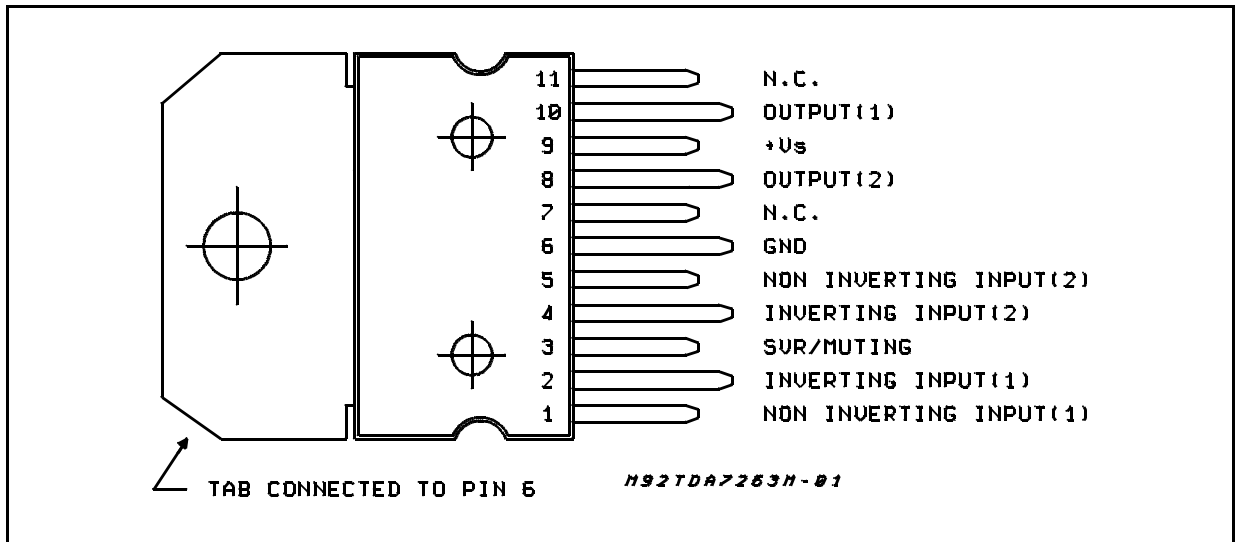 11 N.C.
10 OUTPUT(1)
9 +Vs
8 OUTPUT(2)
7 N.C.
6 GND
5 NON INVERTING INPUT(2)
4 INVERTING INPUT(2)
3 SVR/MUTING
2 INVERTING INPUT(1)
1 NON INVERTING INPUT(1)
TAB CONNECTED TO PIN 6
M92TDA7263M-01